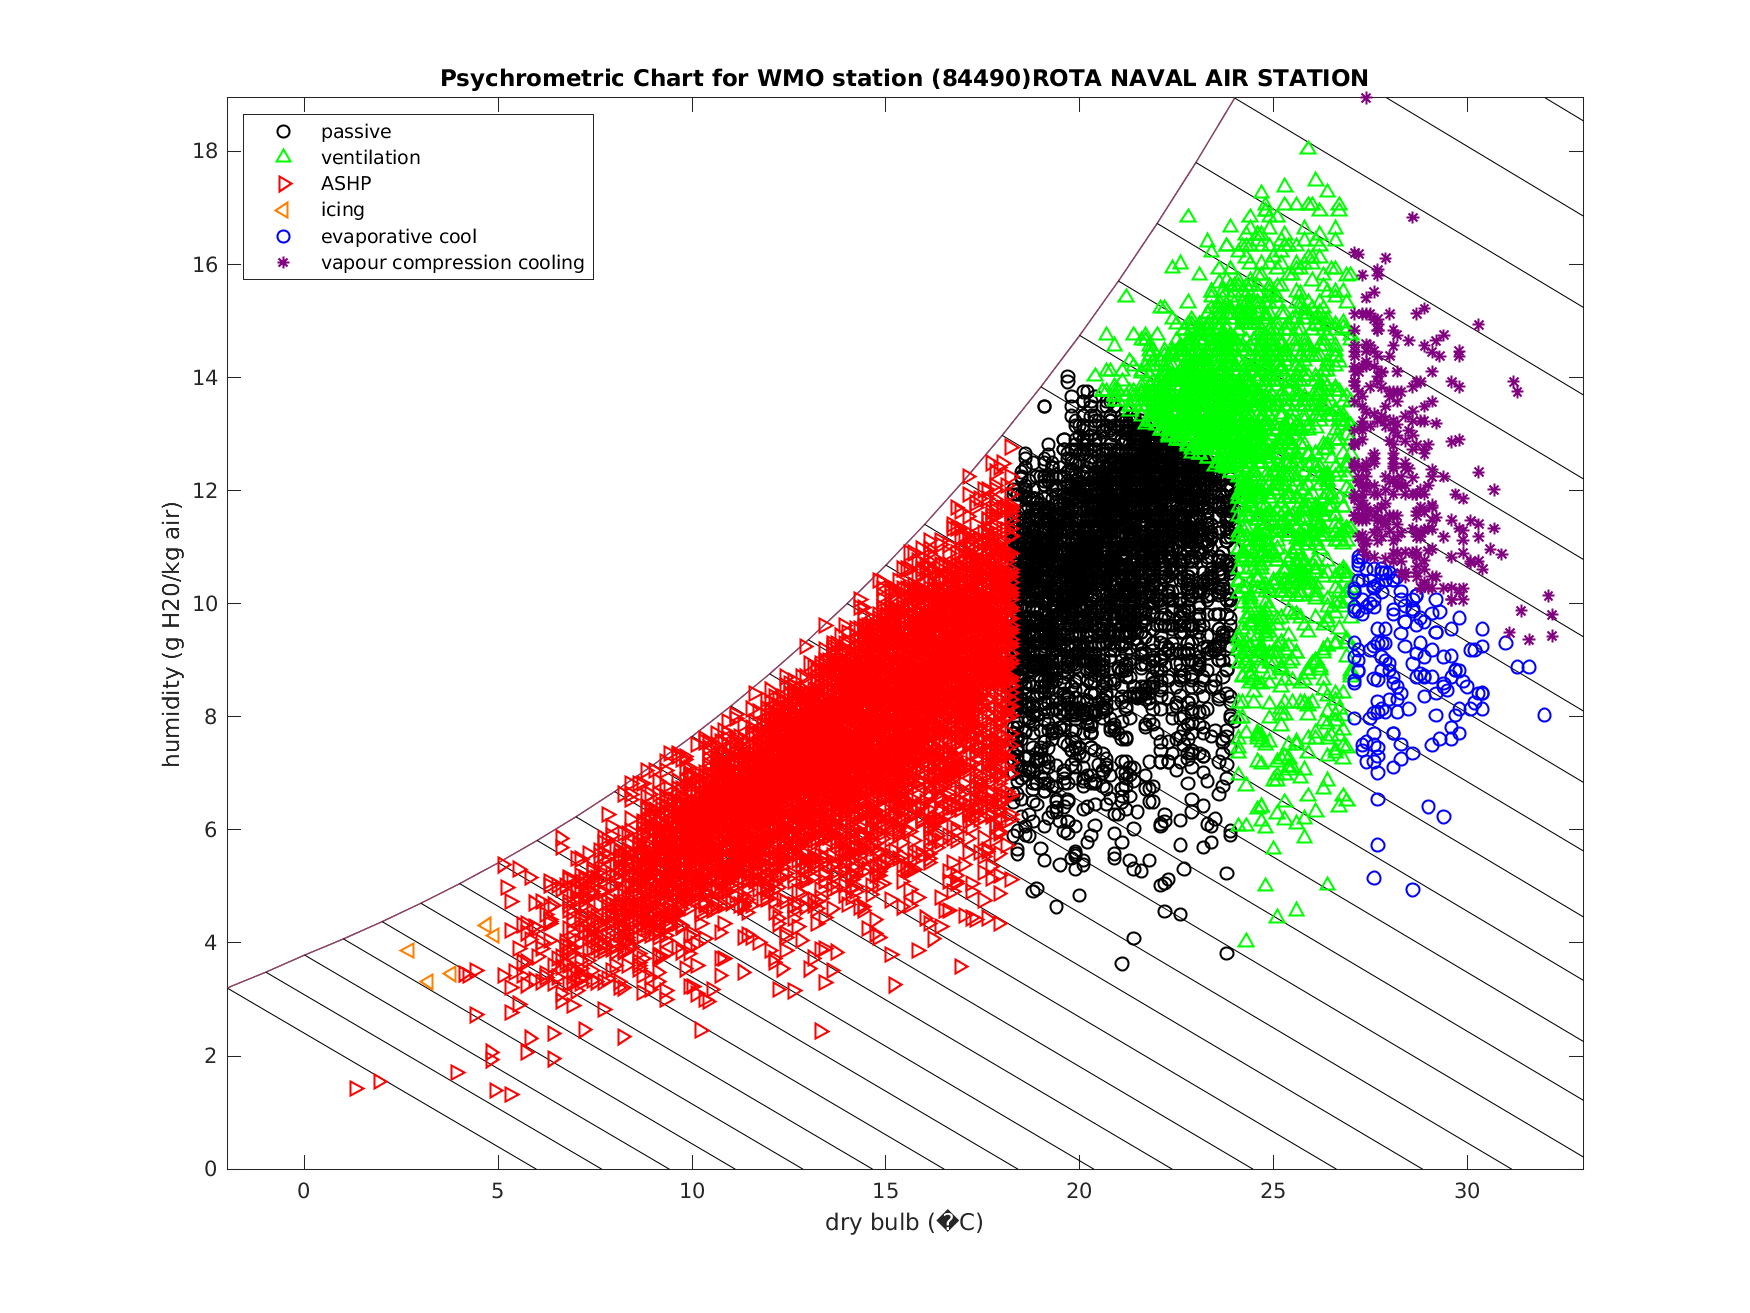 Psychrometric Chart for WMO station (84490)ROTA NAVAL AIR STATION
passive
ventilation
ASHP
icing
evaporative cool
vapour compression cooling
humidity (g H20/kg air)
18
16
14
12
10
8
6
4
2
0
0 5 10 15 20 25 30
dry bulb (�C)